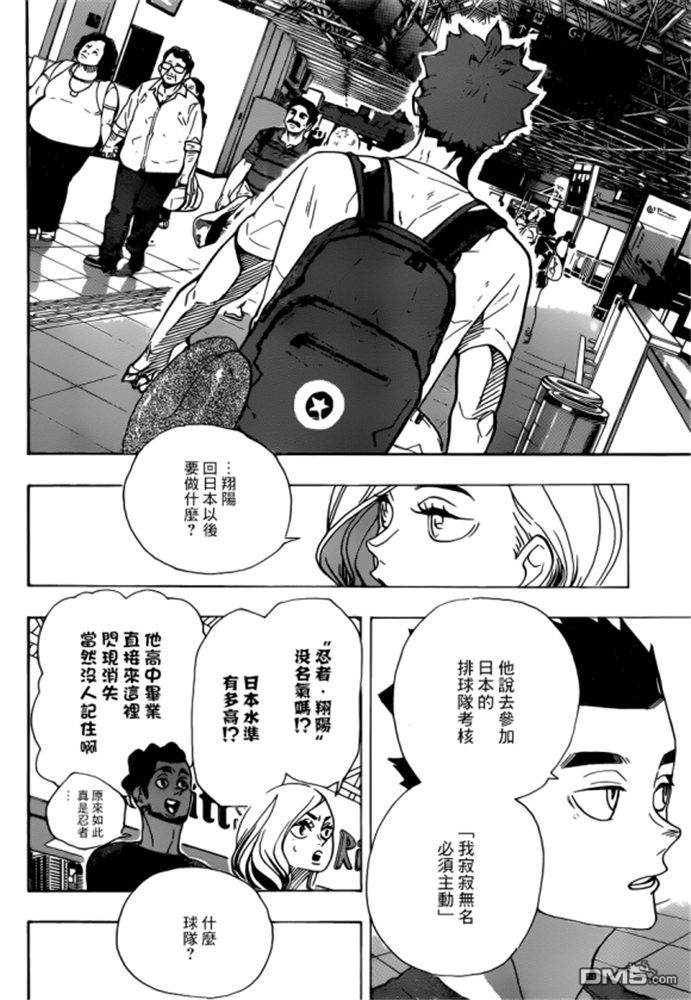 …翔陽
回日本以後
要做什麼?
他說去參加
日本的
排球隊考核
「我寂寂無名
必須主動」
"忍者·翔陽"
沒名氣嗎!?
日本水準
有多高!?
他高中畢業
直接來這裡
閃現消失
當然沒人記住啊
原來如此
真是忍者
…
什麼
球隊?
DM5.com